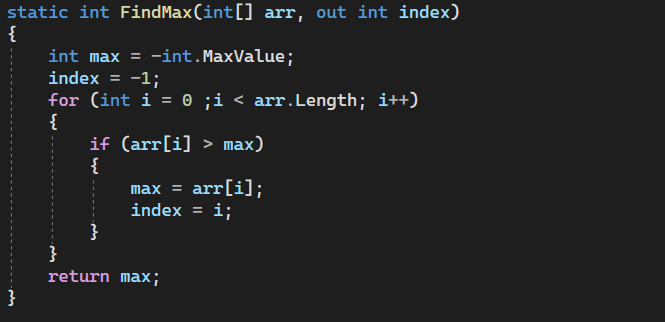 static int FindMax(int[] arr, out int index)
{
    int max = -int.MaxValue;
    index = -1;
    for (int i = 0 ;i < arr.Length; i++)
    {
        if (arr[i] > max)
        {
            max = arr[i];
            index = i;
        }
    }
    return max;
}